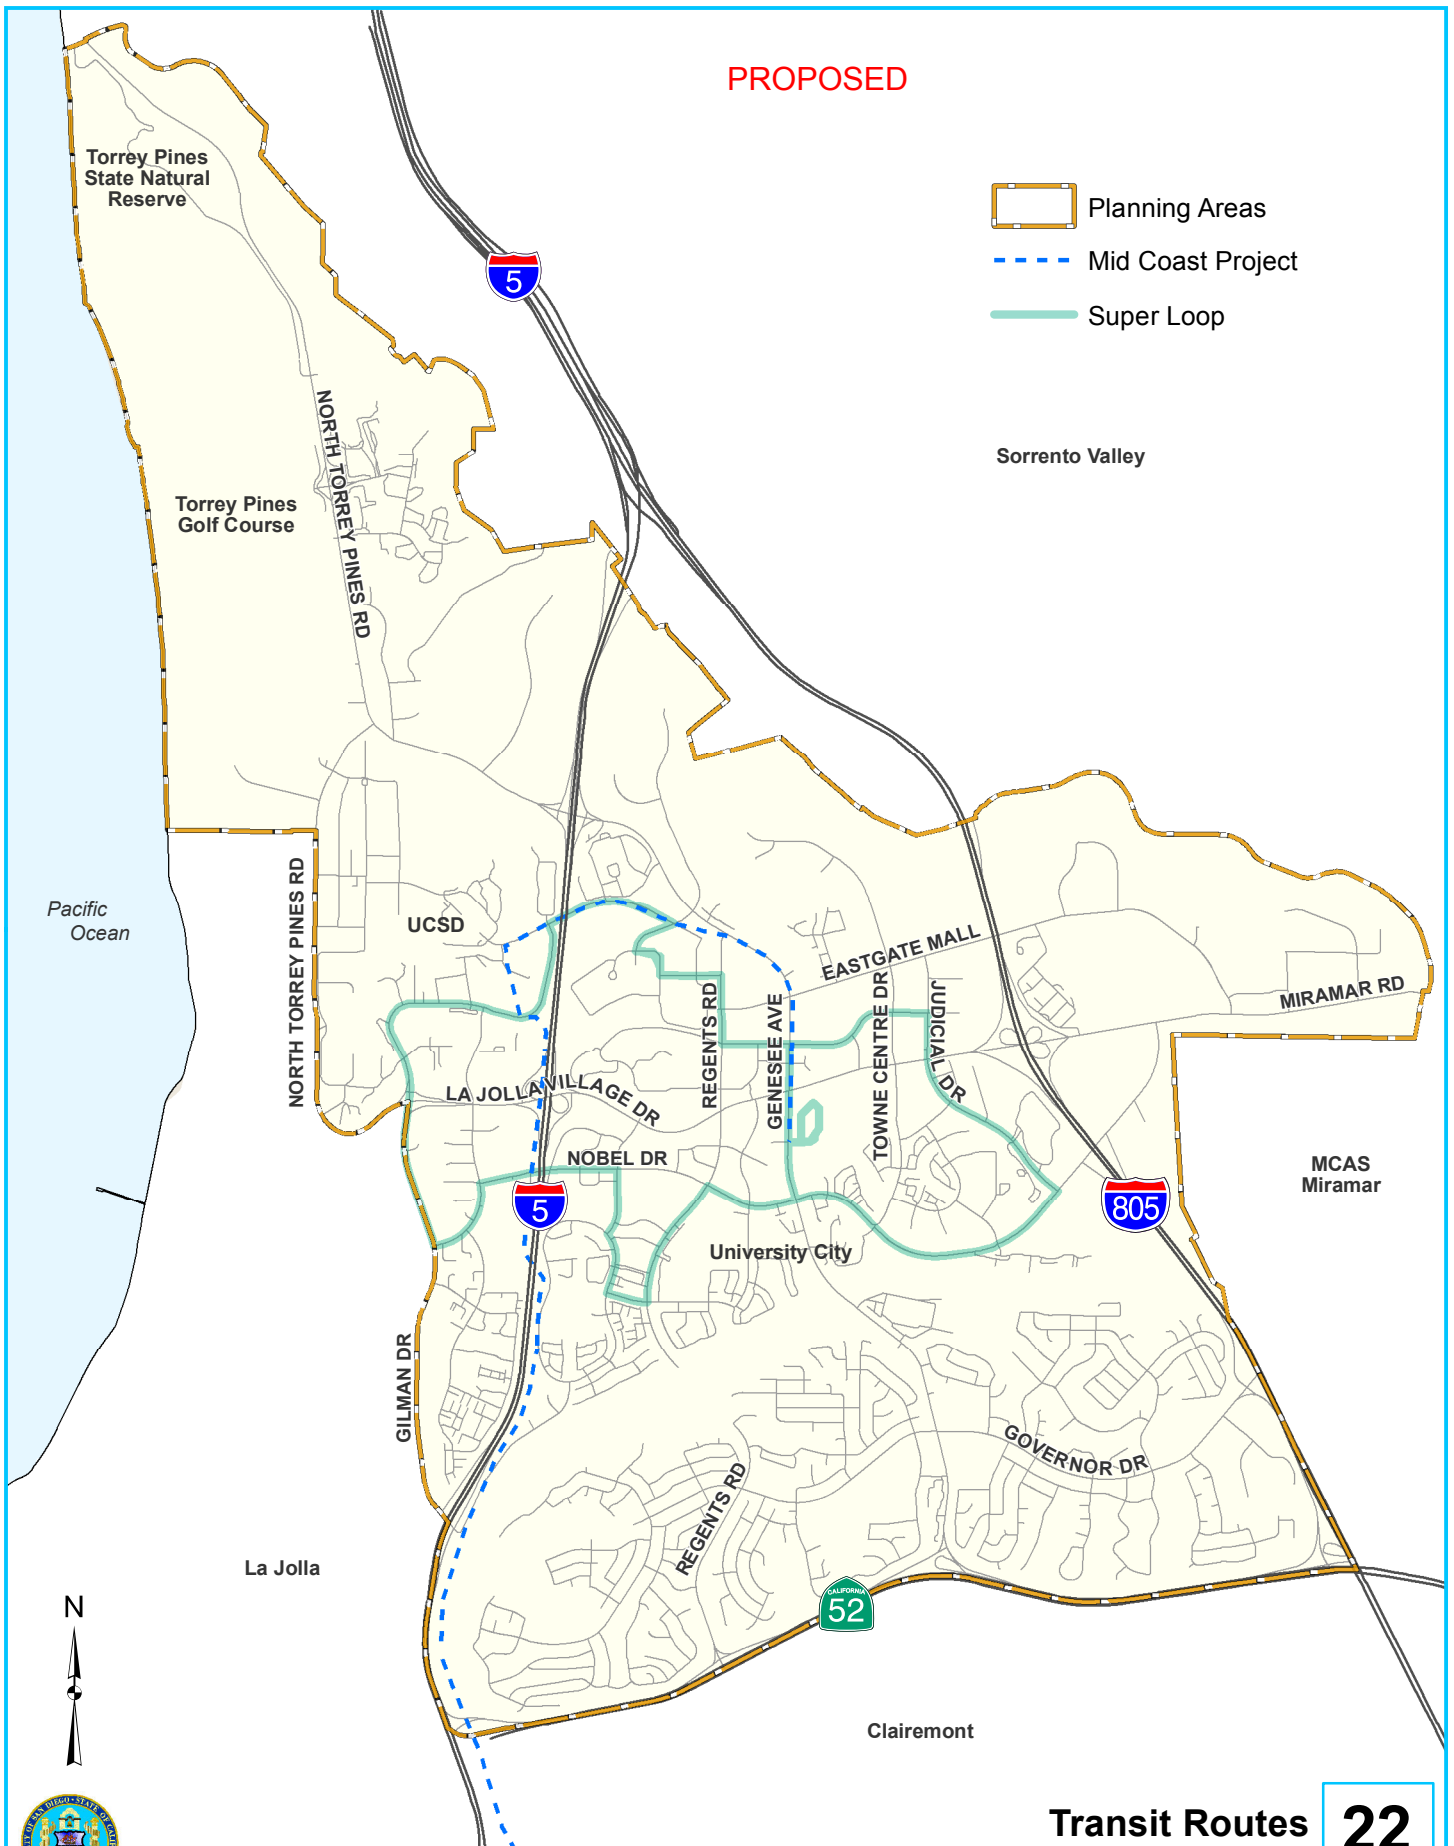 PROPOSED
Torrey Pines
State Natural
Reserve
Planning Areas
Mid Coast Project
Super Loop
5
NORTH TORREY PINES RD
Sorrento Valley
Torrey Pines
Golf Course
NORTH TORREY PINES RD
Pacific
Ocean
UCSD
EASTGATE MALL
MIRAMAR RD
REGENTS RD
GENESEE AVE
TOWNE CENTRE DR
JUDICIAL DR
LA JOLLA VILLAGE DR
NOBEL DR
MCAS
Miramar
5
805
University City
GILMAN DR
GOVERNOR DR
REGENTS RD
La Jolla
CALIFORNIA
52
N
Clairemont
Transit Routes
22